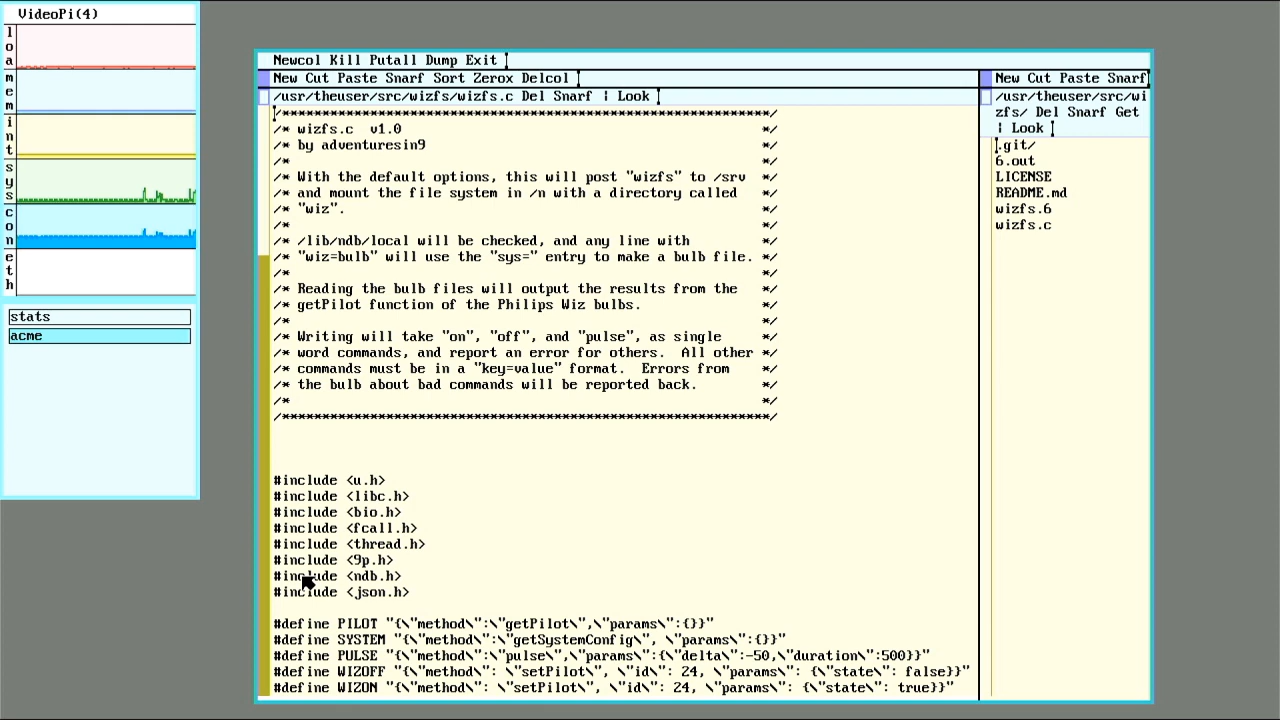 VideoPi(4)
loa
mem
int
sys
con
eth
stats
acme
Newcol Kill Putall Dump Exit
New Cut Paste Snarf Sort Zerox Delcol
/usr/theuser/src/wizfs/wizfs.c Del Snarf | Look
/**************************************************************/
/* wizfs.c  v1.0                                              */
/* by adventuresin9                                           */
/*                                                            */
/* With the default options, this will post "wizfs" to /srv   */
/* and mount the file system in /n with a directory called    */
/* "wiz".                                                     */
/*                                                            */
/* /lib/ndb/local will be checked, and any line with          */
/* "wiz=bulb" will use the "sys=" entry to make a bulb file.  */
/*                                                            */
/* Reading the bulb files will output the results from the    */
/* getPilot function of the Philips Wiz bulbs.                */
/*                                                            */
/* Writing will take "on", "off", and "pulse", as single      */
/* word commands, and report an error for others.  All other  */
/* commands must be in a "key=value" format.  Errors from     */
/* the bulb about bad commands will be reported back.         */
/*                                                            */
/**************************************************************/
#include <u.h>
#include <libc.h>
#include <bio.h>
#include <fcall.h>
#include <thread.h>
#include <9p.h>
#include <ndb.h>
#include <json.h>
#define PILOT "{\"method\":\"getPilot\",\"params\":{}}"
#define SYSTEM "{\"method\":\"getSystemConfig\", \"params\":{}}"
#define PULSE "{\"method\":\"pulse\",\"params\":{\"delta\":-50,\"duration\":500}}"
#define WIZOFF "{\"method\": \"setPilot\", \"id\": 24, \"params\": {\"state\": false}}"
#define WIZON "{\"method\": \"setPilot\", \"id\": 24, \"params\": {\"state\": true}}"
New Cut Paste Snarf
/usr/theuser/src/wi
zfs/ Del Snarf Get
| Look
.git/
6.out
LICENSE
README.md
wizfs.6
wizfs.c